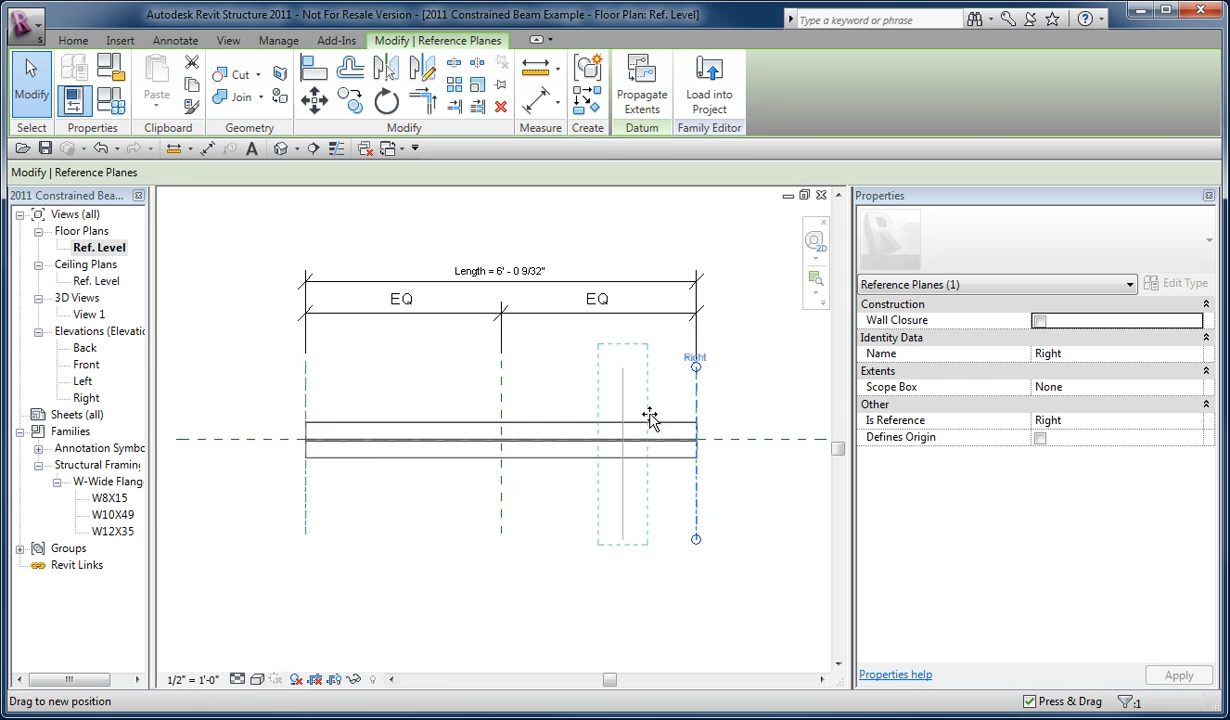 Autodesk Revit Structure 2011 - Not For Resale Version - [2011 Constrained Beam Example - Floor Plan: Ref. Level]
Type a keyword or phrase
Home Insert Annotate View Manage Add-Ins Modify | Reference Planes
Modify
Paste
Cut
Join
Propagate Extents
Load into Project
Select Properties Clipboard Geometry Modify Measure Create Datum Family Editor
Modify | Reference Planes
2011 Constrained Bea...
Views (all)
Floor Plans
Ref. Level
Ceiling Plans
Ref. Level
3D Views
View 1
Elevations (Elevatio
Back
Front
Left
Right
Sheets (all)
Families
Annotation Symbo
Structural Framing
W-Wide Flang
W8X15
W10X49
W12X35
Groups
Revit Links
2D
Length = 6' - 0 9/32"
EQ EQ
Right
Properties
Reference Planes (1) Edit Type
Construction
Wall Closure
Identity Data
Name Right
Extents
Scope Box None
Other
Is Reference Right
Defines Origin
Properties help Apply
1/2" = 1'-0"
Drag to new position
Press & Drag :1